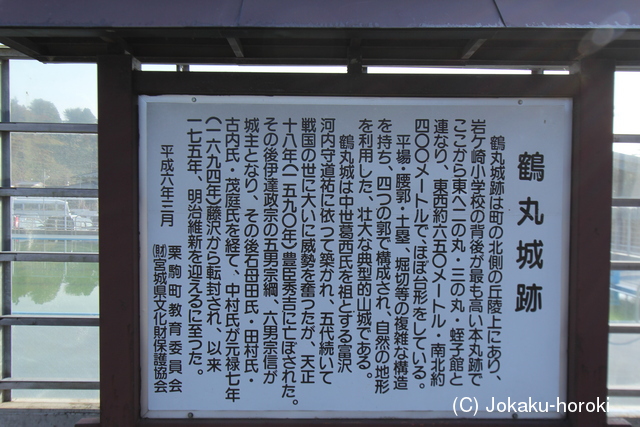 鶴丸城跡
鶴丸城跡は町の北側の丘陵上にあり、
岩ケ崎小学校の背後が最も高い本丸跡で
ここから東へ二の丸・三の丸・蛭子館と
連なり、東西約六五〇メートル・南北約
四〇〇メートルで、ほぼ台形をしている。
平場・腰郭・土塁、堀切等の複雑な構造
を持ち、四つの郭で構成され、自然の地形
を利用した、壮大な典型的山城である。
鶴丸城は中世葛西氏を祖とする富沢
河内守道祐に依って築かれ、五代続いて
戦国の世に大いに威勢を奮つたが、天正
十八年(一五九〇年)豊臣秀吉に亡ぼされた。
その後伊達政宗の五男宗綱、六男宗信が
城主となり、その後石母田氏・田村氏・
古内氏・茂庭氏を経て、中村氏が元禄七年
(一六九四年)藤沢から転封され、以来
一七五年、明治維新を迎えるに至つた。
平成六年三月
栗駒町教育委員会
㈶宮城県文化財保護協会
(C) Jokaku-horoki